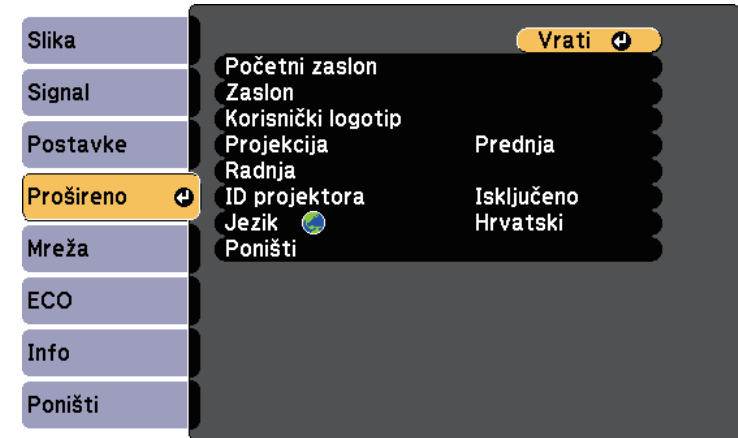 Slika
Signal
Postavke
Prošireno
Mreža
ECO
Info
Poništi
Vrati
Početni zaslon
Zaslon
Korisnički logotip
Projekcija Prednja
Radnja
ID projektora Isključeno
Jezik Hrvatski
Poništi